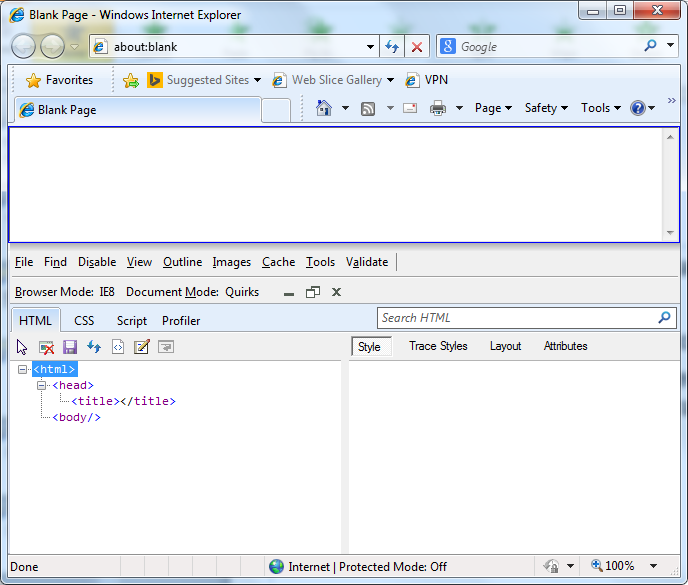 Blank Page - Windows Internet Explorer
about:blank
Google
Favorites Suggested Sites Web Slice Gallery VPN
Blank Page
Page Safety Tools
File Find Disable View Outline Images Cache Tools Validate
Browser Mode: IE8 Document Mode: Quirks
HTML CSS Script Profiler
Search HTML
Style Trace Styles Layout Attributes
<html>
<head>
<title></title>
<body/>
Done Internet | Protected Mode: Off 100%